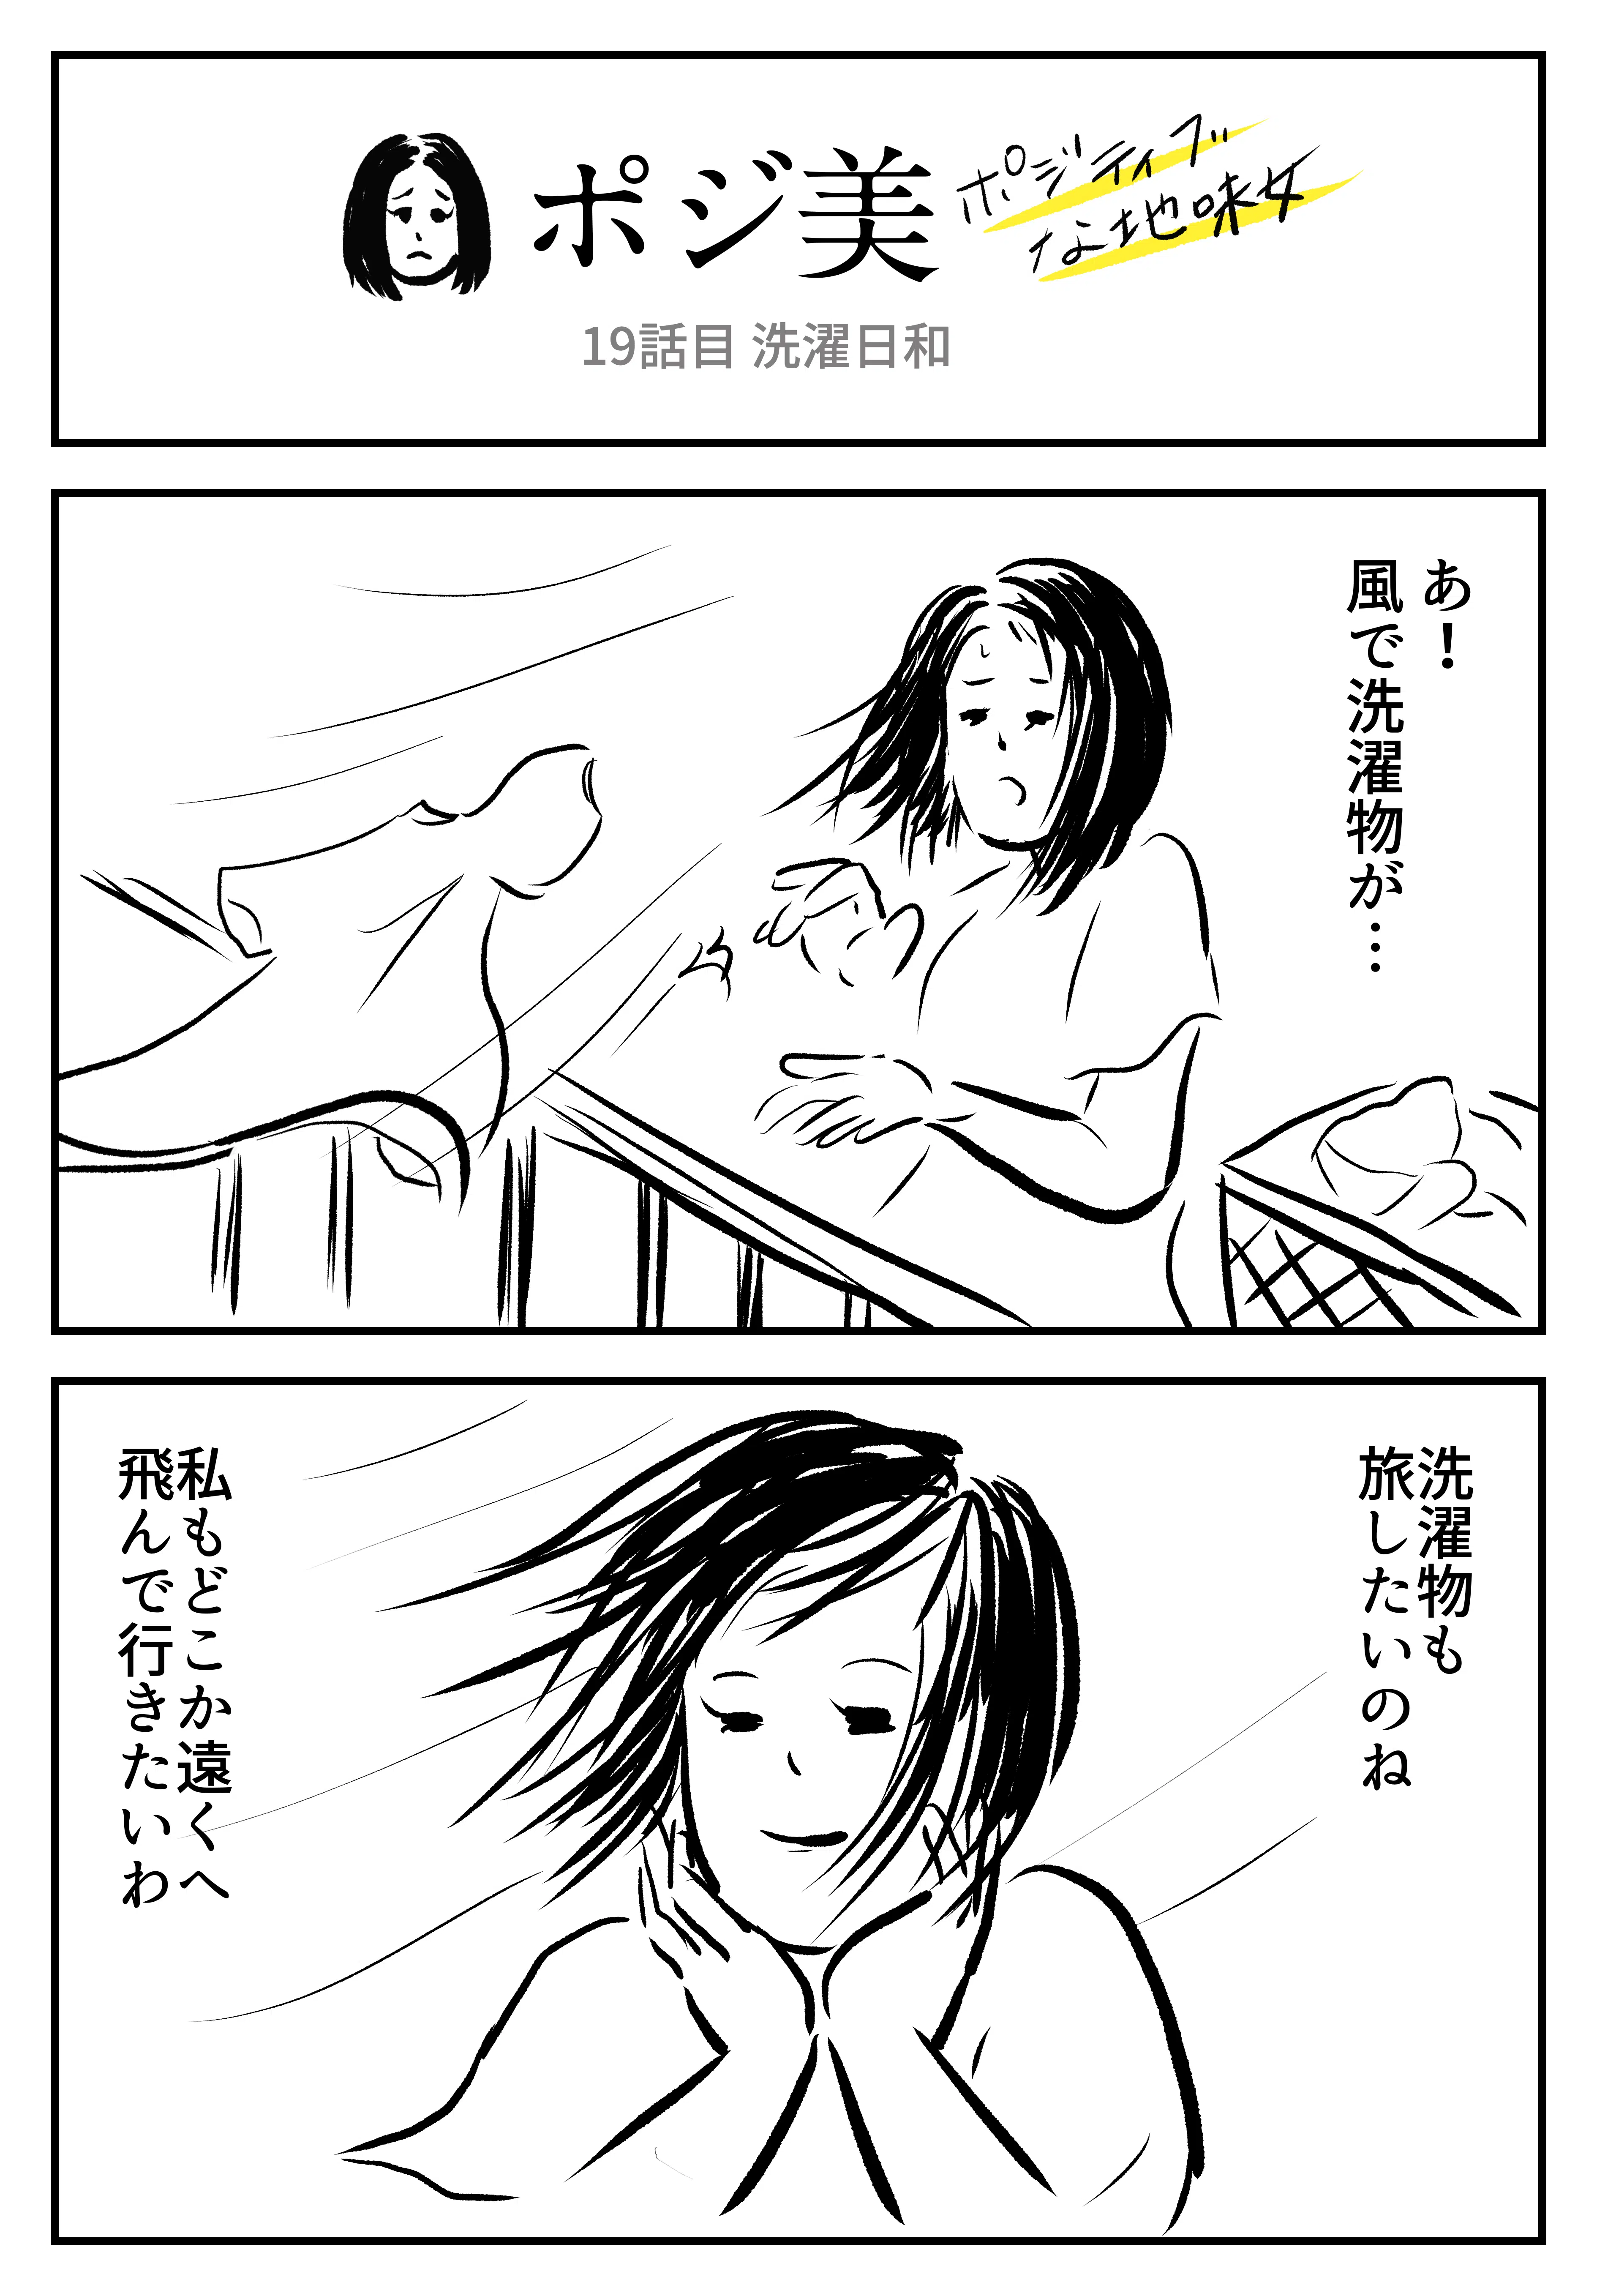 ポジ美
ポジティブ
な地味女
19話目 洗濯日和
あ！
風で洗濯物が…
洗濯物も
旅したいのね
私もどこか遠くへ
飛んで行きたいわ